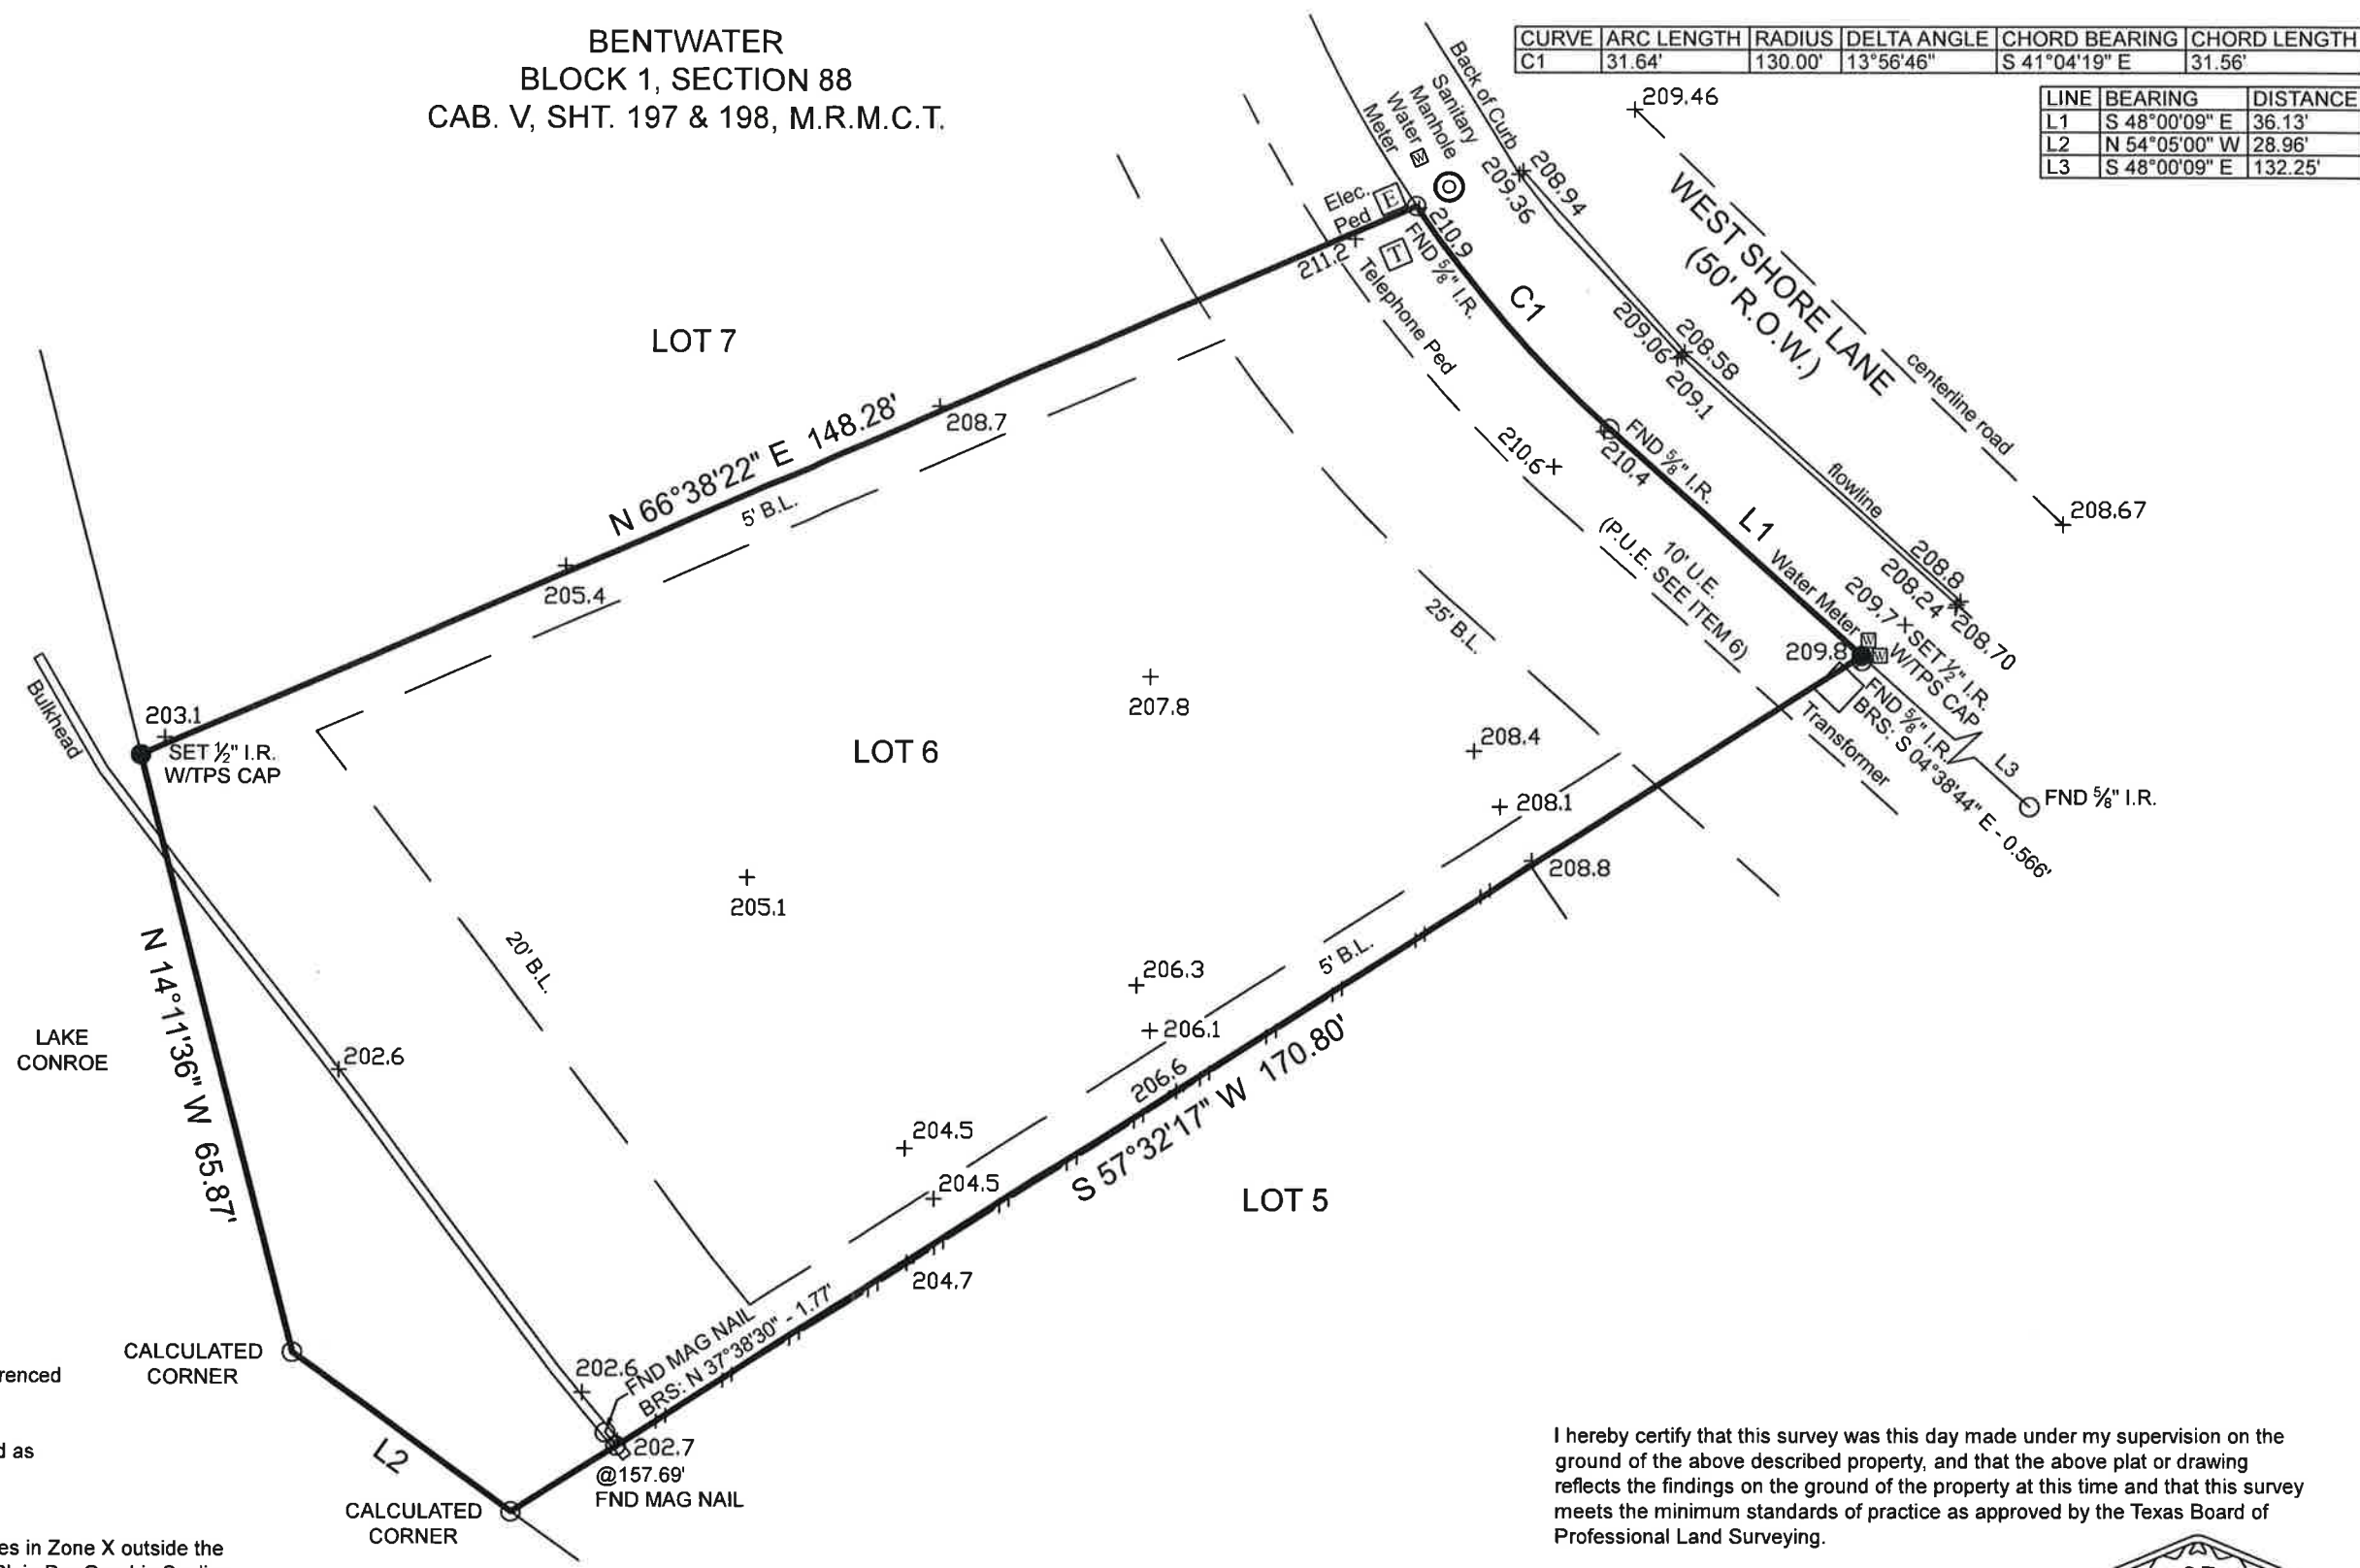 BENTWATER
BLOCK 1, SECTION 88
CAB. V, SHT. 197 & 198, M.R.M.C.T.
CURVE ARC LENGTH RADIUS DELTA ANGLE CHORD BEARING CHORD LENGTH
C1 31.64' 130.00' 13°56'46" S 41°04'19" E 31.56'
LINE BEARING DISTANCE
L1 S 48°00'09" E 36.13'
L2 N 54°05'00" W 28.96'
L3 S 48°00'09" E 132.25'
209.46
Back of Curb
Sanitary
Manhole
Water
Meter
W
208.94
209.36
WEST SHORE LANE
(50' R.O.W.)
centerline road
208.67
Elec.
Ped
E
T
Telephone Ped
211.2
210.9
FND ⅝" I.R.
C1
208.58
209.06
209.1
flowline
LOT 7
N 66°38'22" E 148.28'
208.7
5' B.L.
205.4
210.6
210.4
FND ⅝" I.R.
L1
Water Meter
10' U.E.
(P.U.E. SEE ITEM 6)
25' B.L.
208.8
208.24
208.70
209.7
SET ½" I.R.
W/TPS CAP
209.8
W
W
FND ⅝" I.R.
BRS: S 04°38'44" E - 0.566'
Transformer
L3
FND ⅝" I.R.
Bulkhead
203.1
SET ½" I.R.
W/TPS CAP
207.8
LOT 6
208.4
208.1
208.8
205.1
20' B.L.
206.3
5' B.L.
206.1
206.6
S 57°32'17" W 170.80'
N 14°11'36" W 65.87'
LAKE
CONROE
202.6
204.5
204.5
LOT 5
204.7
CALCULATED
CORNER
202.6
FND MAG NAIL
BRS: N 37°38'30" - 1.77'
202.7
@157.69'
FND MAG NAIL
L2
CALCULATED
CORNER
renced
d as
es in Zone X outside the
I hereby certify that this survey was this day made under my supervision on the
ground of the above described property, and that the above plat or drawing
reflects the findings on the ground of the property at this time and that this survey
meets the minimum standards of practice as approved by the Texas Board of
Professional Land Surveying.